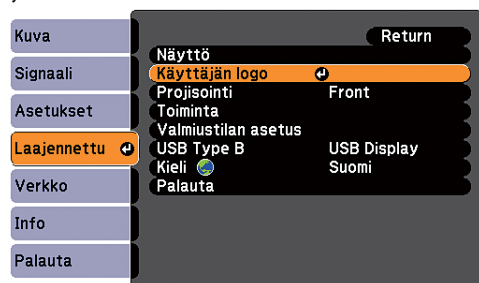 Kuva
Signaali
Asetukset
Laajennettu
Verkko
Info
Palauta
Return
Näyttö
Käyttäjän logo
Projisointi Front
Toiminta
Valmiustilan asetus
USB Type B USB Display
Kieli Suomi
Palauta